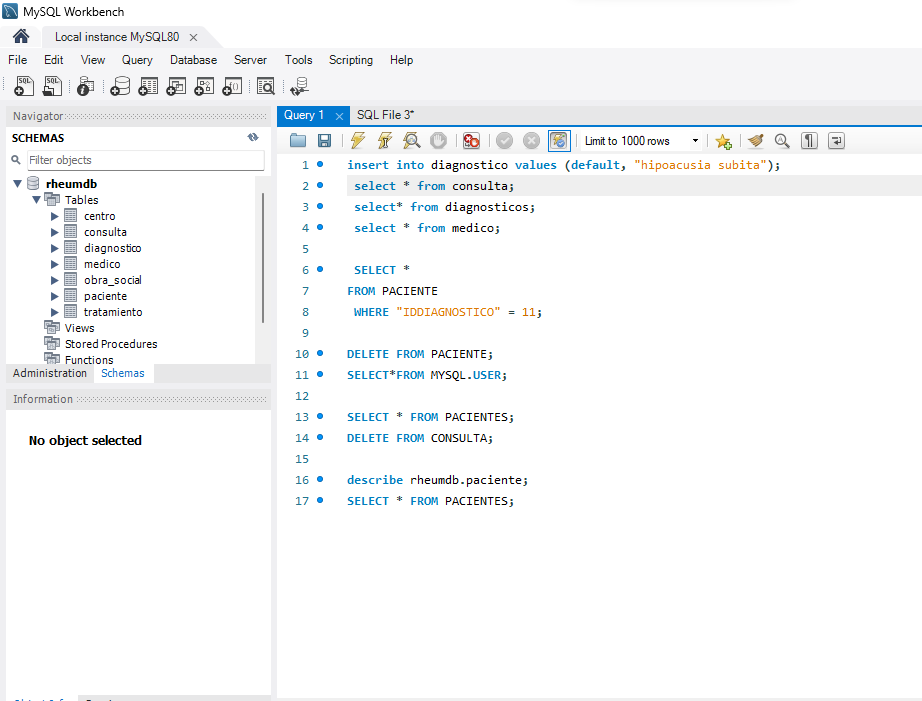 MySQL Workbench
Local instance MySQL80
File Edit View Query Database Server Tools Scripting Help
Navigator
SCHEMAS
Filter objects
rheumdb
Tables
centro
consulta
diagnostico
medico
obra_social
paciente
tratamiento
Views
Stored Procedures
Functions
Administration Schemas
Information
No object selected
Query 1 SQL File 3*
Limit to 1000 rows
1 insert into diagnostico values (default, "hipoacusia subita");
2 select * from consulta;
3 select* from diagnosticos;
4 select * from medico;
5
6 SELECT *
7 FROM PACIENTE
8 WHERE "IDDIAGNOSTICO" = 11;
9
10 DELETE FROM PACIENTE;
11 SELECT*FROM MYSQL.USER;
12
13 SELECT * FROM PACIENTES;
14 DELETE FROM CONSULTA;
15
16 describe rheumdb.paciente;
17 SELECT * FROM PACIENTES;